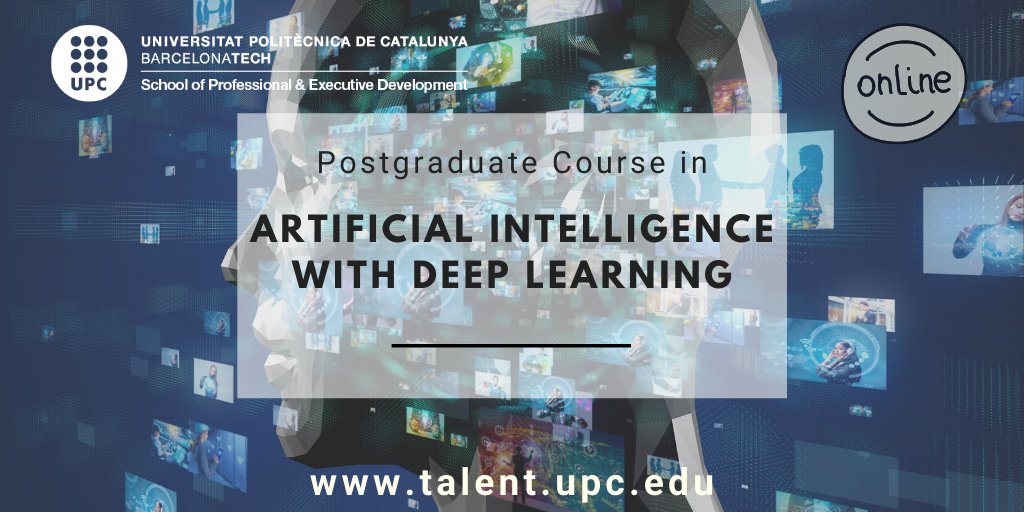 UNIVERSITAT POLITÈCNICA DE CATALUNYA
BARCELONATECH
School of Professional & Executive Development
UPC
online
Postgraduate Course in
ARTIFICIAL INTELLIGENCE
WITH DEEP LEARNING
www.talent.upc.edu